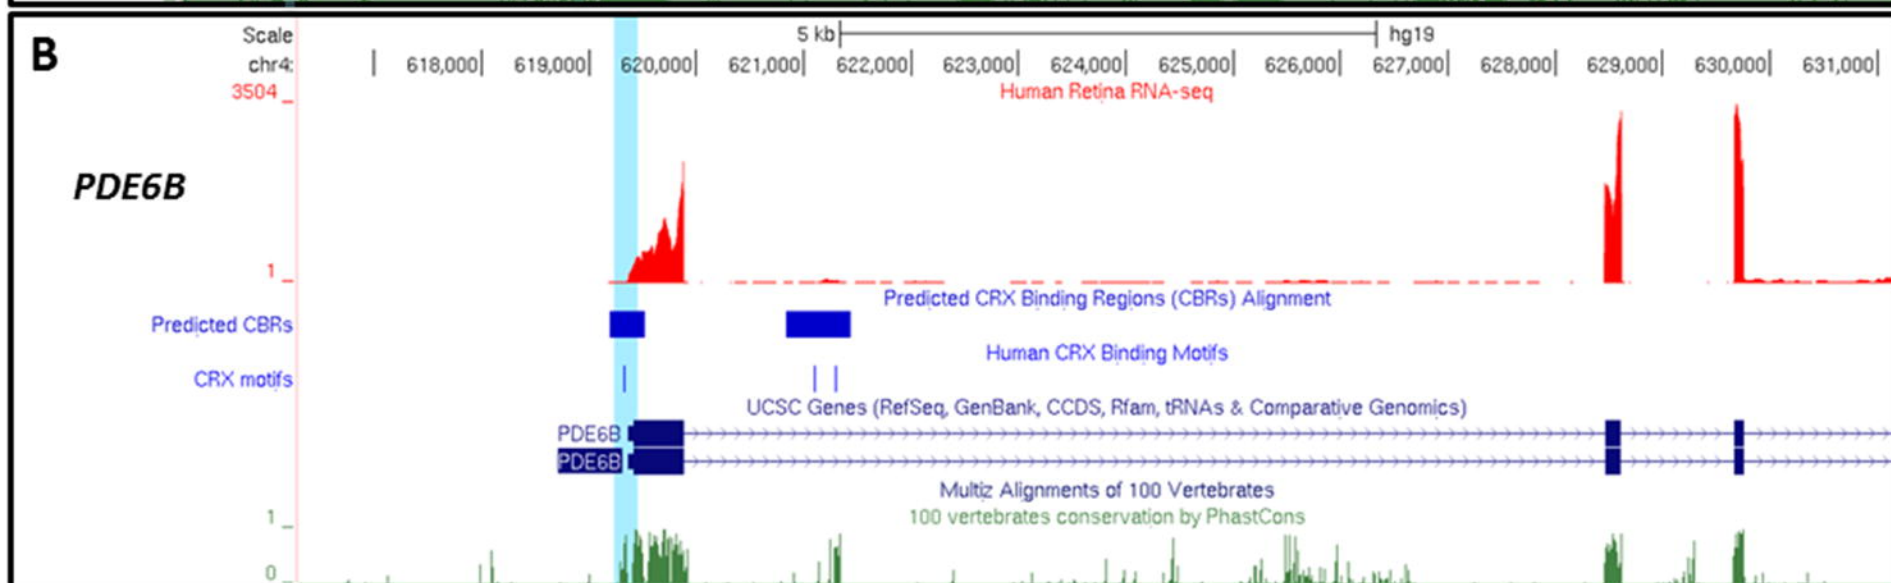 B
Scale 5 kb hg19
chr4: 618,000 619,000 620,000 621,000 622,000 623,000 624,000 625,000 626,000 627,000 628,000 629,000 630,000 631,000
Human Retina RNA-seq
3504
PDE6B
1
Predicted CRX Binding Regions (CBRs) Alignment
Predicted CBRs
Human CRX Binding Motifs
CRX motifs
UCSC Genes (RefSeq, GenBank, CCDS, Rfam, tRNAs & Comparative Genomics)
PDE6B
PDE6B
Multiz Alignments of 100 Vertebrates
100 vertebrates conservation by PhastCons
1
0